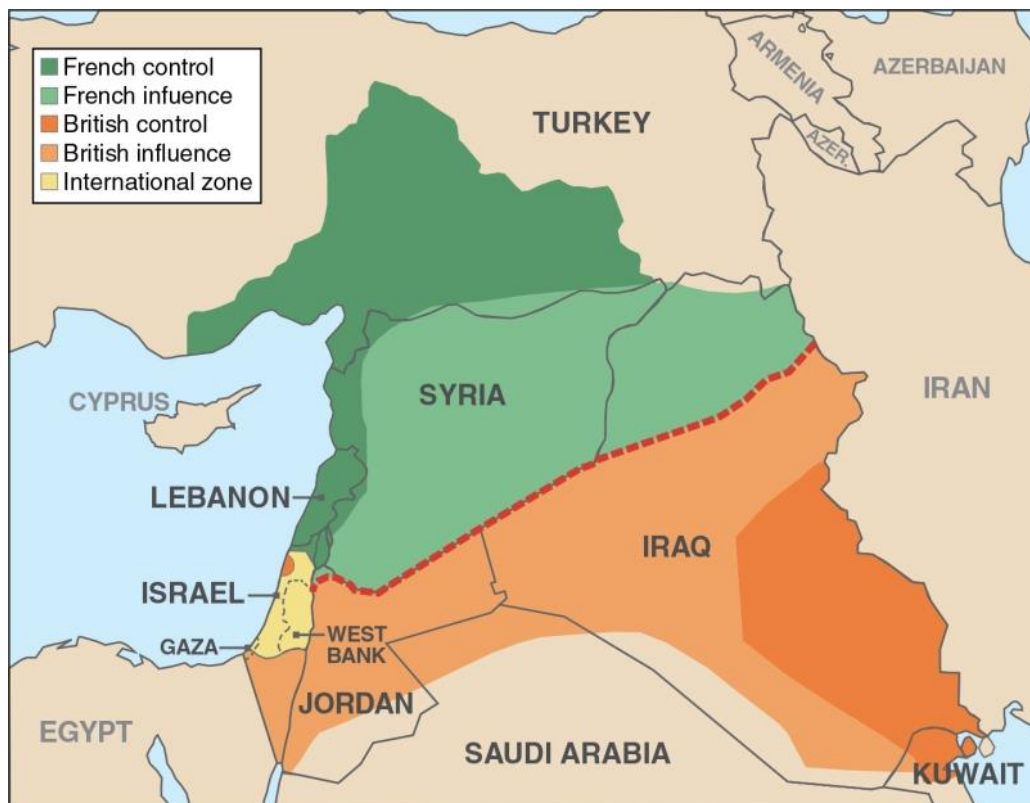 French control
French infuence
British control
British influence
International zone
ARMENIA
AZERBAIJAN
TURKEY
AZER.
CYPRUS
SYRIA
IRAN
LEBANON
IRAQ
ISRAEL
GAZA
WEST
BANK
JORDAN
EGYPT
SAUDI ARABIA
KUWAIT